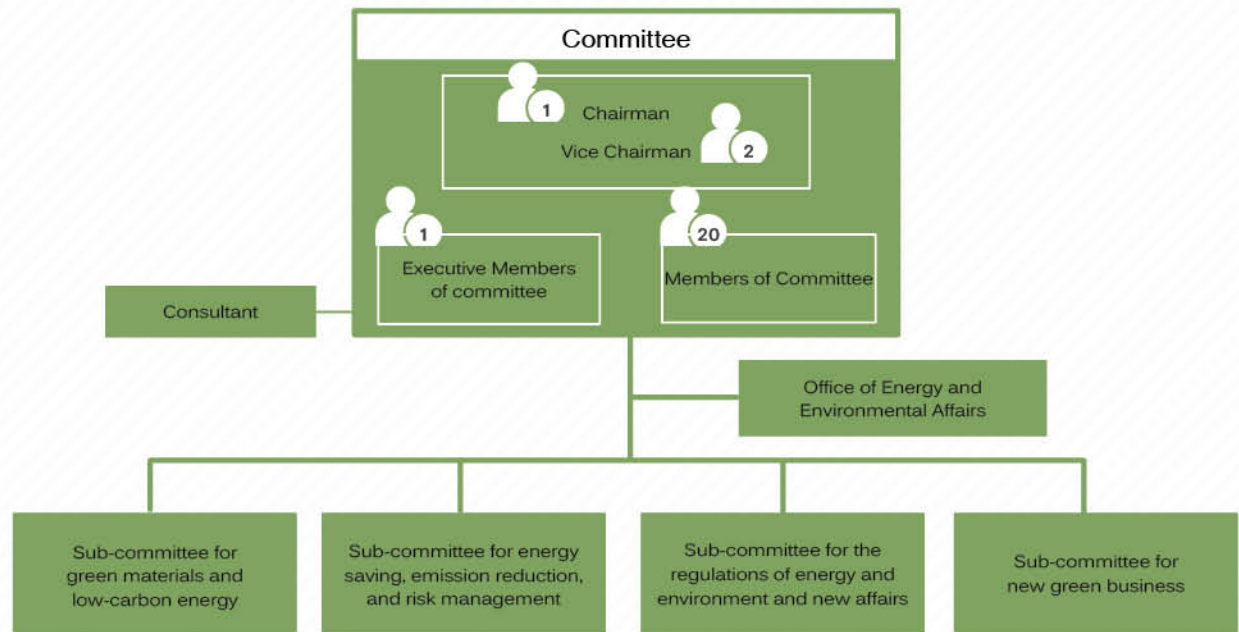 Committee
1
Chairman
Vice Chairman
2
1
Executive Members
of committee
20
Members of Committee
Consultant
Office of Energy and
Environmental Affairs
Sub-committee for
green materials and
low-carbon energy
Sub-committee for energy
saving, emission reduction,
and risk management
Sub-committee for the
regulations of energy and
environment and new affairs
Sub-committee for
new green business